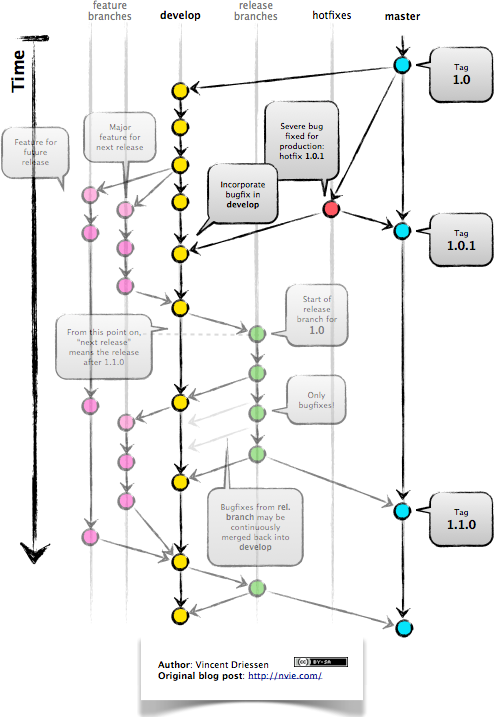 feature
branches
develop
release
branches
hotfixes
master
Time
Tag
1.0
Major
feature for
next release
Feature for
future
release
Severe bug
fixed for
production:
hotfix 1.0.1
Incorporate
bugfix in
develop
Tag
1.0.1
Start of
release
branch for
1.0
From this point on,
"next release"
means the release
after 1.1.0
Only
bugfixes!
Bugfixes from rel.
branch may be
continuously
merged back into
develop
Tag
1.1.0
Author: Vincent Driessen
Original blog post: http://nvie.com/
(cc) BY-SA